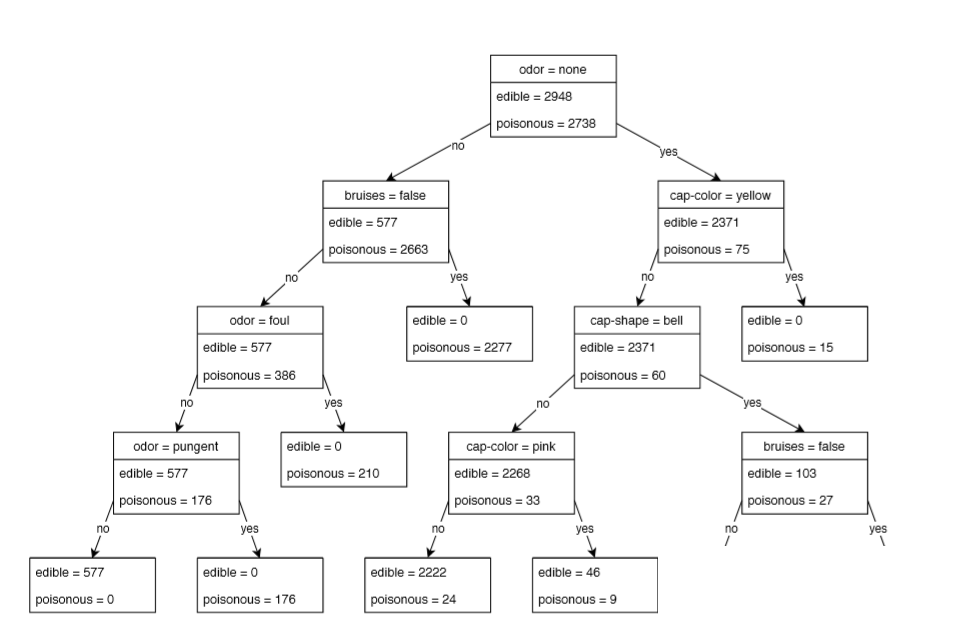 odor = none
edible = 2948
poisonous = 2738
no
yes
bruises = false
edible = 577
poisonous = 2663
cap-color = yellow
edible = 2371
poisonous = 75
no
yes
no
yes
odor = foul
edible = 577
poisonous = 386
edible = 0
poisonous = 2277
cap-shape = bell
edible = 2371
poisonous = 60
edible = 0
poisonous = 15
no
yes
no
yes
odor = pungent
edible = 577
poisonous = 176
edible = 0
poisonous = 210
cap-color = pink
edible = 2268
poisonous = 33
bruises = false
edible = 103
poisonous = 27
no
yes
no
yes
no
yes
edible = 577
poisonous = 0
edible = 0
poisonous = 176
edible = 2222
poisonous = 24
edible = 46
poisonous = 9